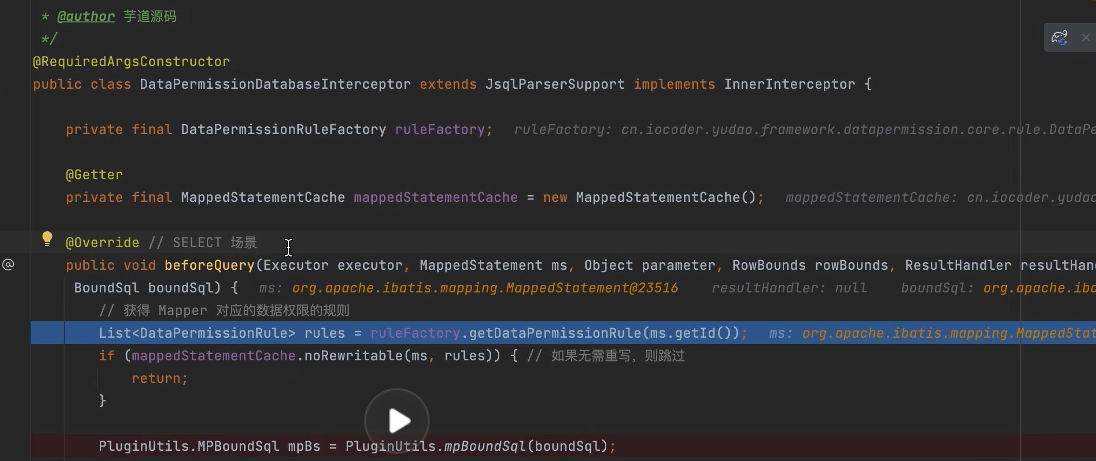 * @author 芋道源码
*/
@RequiredArgsConstructor
public class DataPermissionDatabaseInterceptor extends JsqlParserSupport implements InnerInterceptor {
private final DataPermissionRuleFactory ruleFactory; ruleFactory: cn.iocoder.yudao.framework.datapermission.core.rule.DataPe
@Getter
private final MappedStatementCache mappedStatementCache = new MappedStatementCache(); mappedStatementCache: cn.iocoder.yudao
@Override // SELECT 场景
@ public void beforeQuery(Executor executor, MappedStatement ms, Object parameter, RowBounds rowBounds, ResultHandler resultHan
BoundSql boundSql) { ms: org.apache.ibatis.mapping.MappedStatement@23516 resultHandler: null boundSql: org.apache.iba
// 获得 Mapper 对应的数据权限的规则
List<DataPermissionRule> rules = ruleFactory.getDataPermissionRule(ms.getId()); ms: org.apache.ibatis.mapping.MappedStat
if (mappedStatementCache.noRewritable(ms, rules)) { // 如果无需重写，则跳过
return;
}
PluginUtils.MPBoundSql mpBs = PluginUtils.mpBoundSql(boundSql);